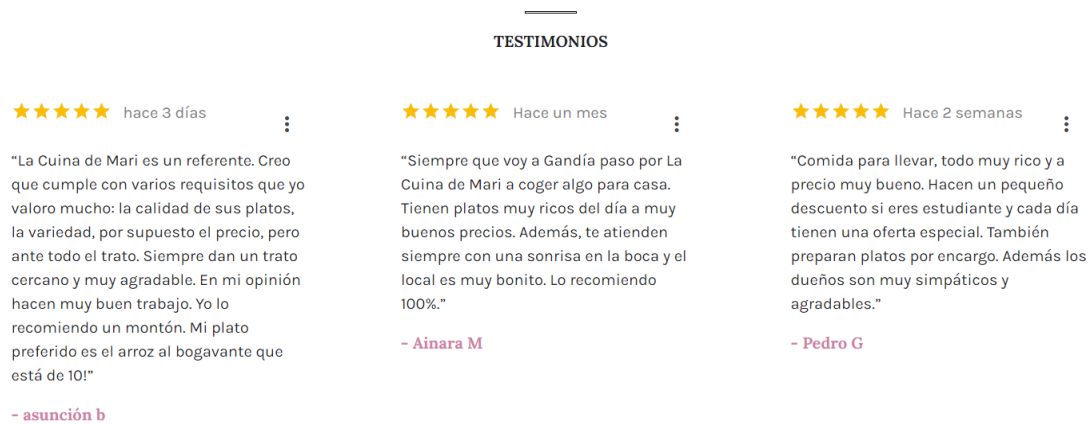 TESTIMONIOS
hace 3 días
“La Cuina de Mari es un referente. Creo
que cumple con varios requisitos que yo
valoro mucho: la calidad de sus platos,
la variedad, por supuesto el precio, pero
ante todo el trato. Siempre dan un trato
cercano y muy agradable. En mi opinión
hacen muy buen trabajo. Yo lo
recomiendo un montón. Mi plato
preferido es el arroz al bogavante que
está de 10!”
- asunción b
Hace un mes
“Siempre que voy a Gandía paso por La
Cuina de Mari a coger algo para casa.
Tienen platos muy ricos del día a muy
buenos precios. Además, te atienden
siempre con una sonrisa en la boca y el
local es muy bonito. Lo recomiendo
100%.”
- Ainara M
Hace 2 semanas
“Comida para llevar, todo muy rico y a
precio muy bueno. Hacen un pequeño
descuento si eres estudiante y cada día
tienen una oferta especial. También
preparan platos por encargo. Además los
dueños son muy simpáticos y
agradables.”
- Pedro G